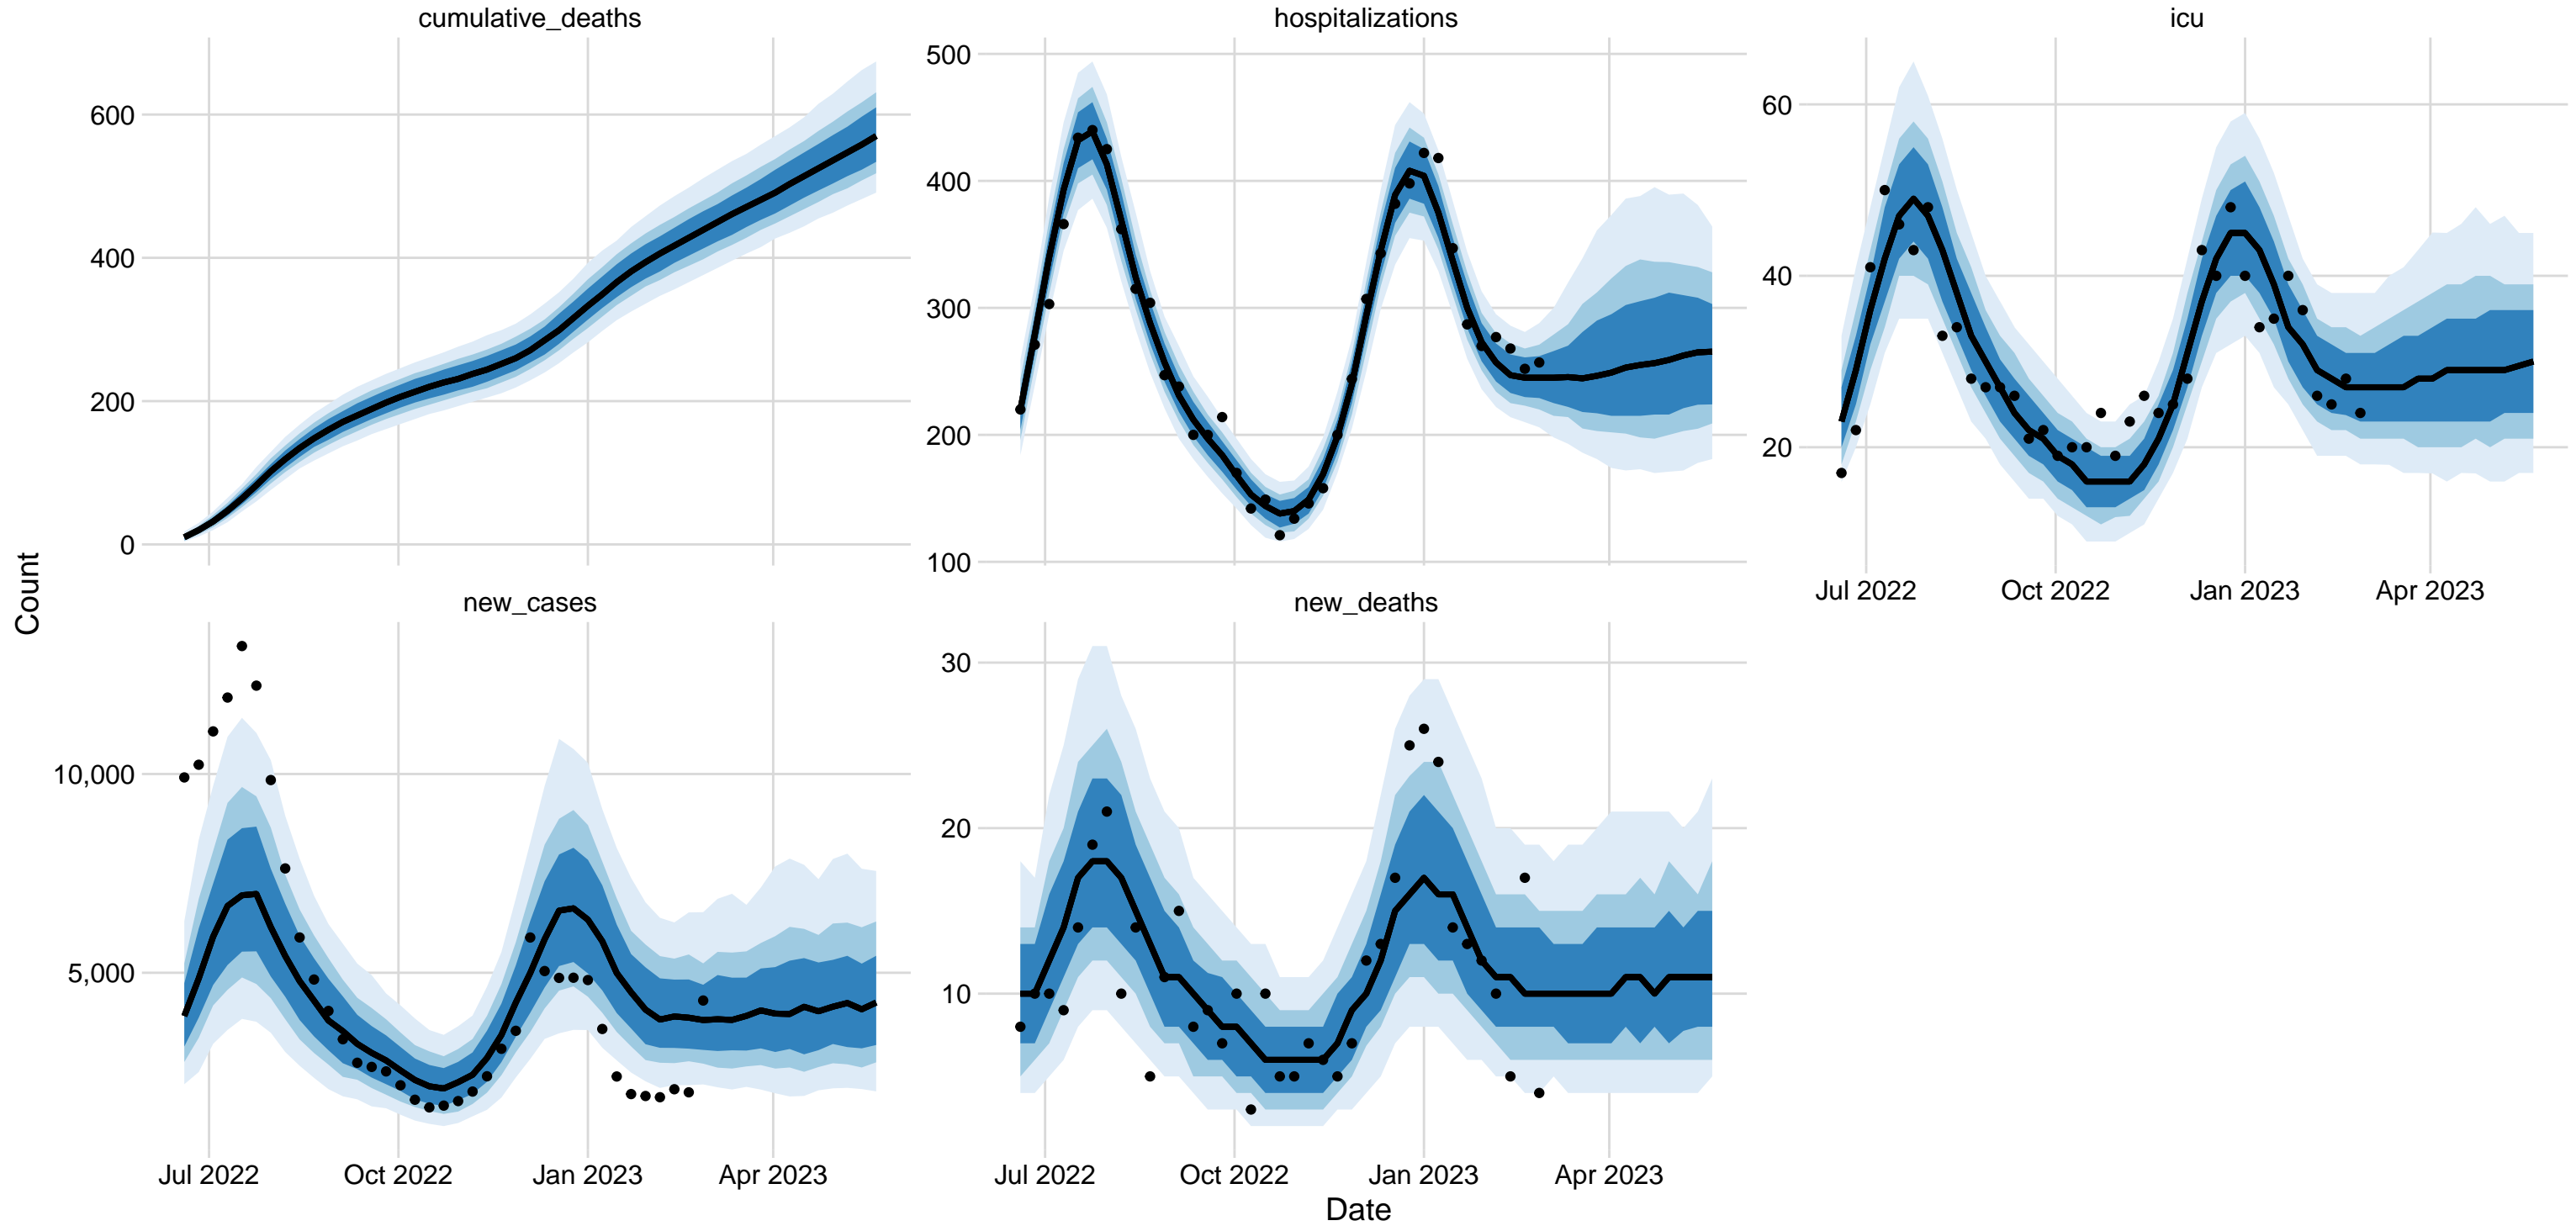 cumulative_deaths
hospitalizations
icu
600
400
200
0
500
400
300
200
100
60
40
20
Jul 2022 Oct 2022 Jan 2023 Apr 2023
Count
new_cases
new_deaths
10,000
5,000
30
20
10
Jul 2022 Oct 2022 Jan 2023 Apr 2023
Jul 2022 Oct 2022 Jan 2023 Apr 2023
Date